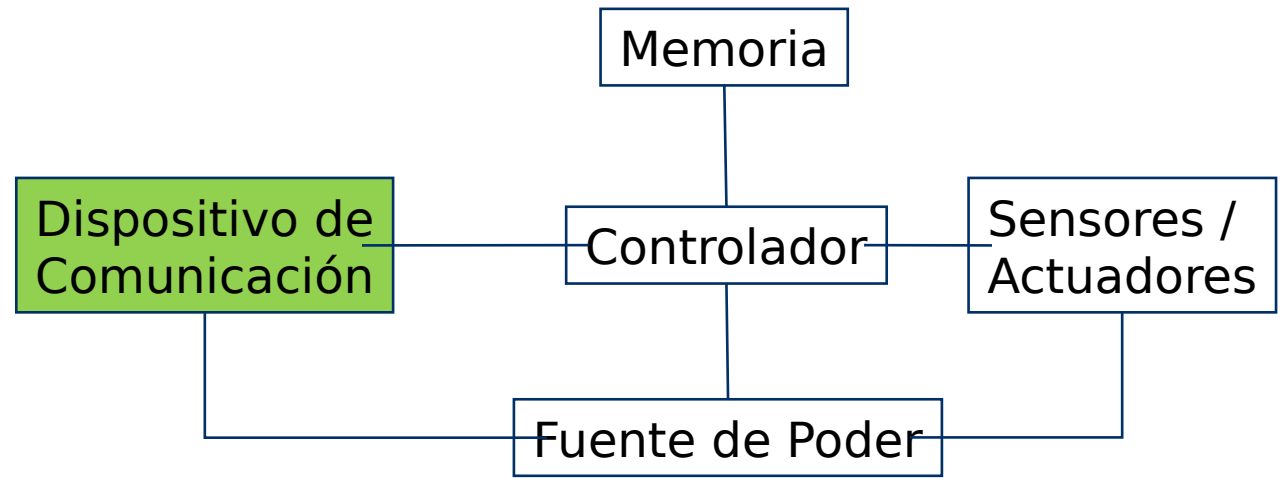 Memoria
Dispositivo de
Comunicación
Controlador
Sensores /
Actuadores
Fuente de Poder